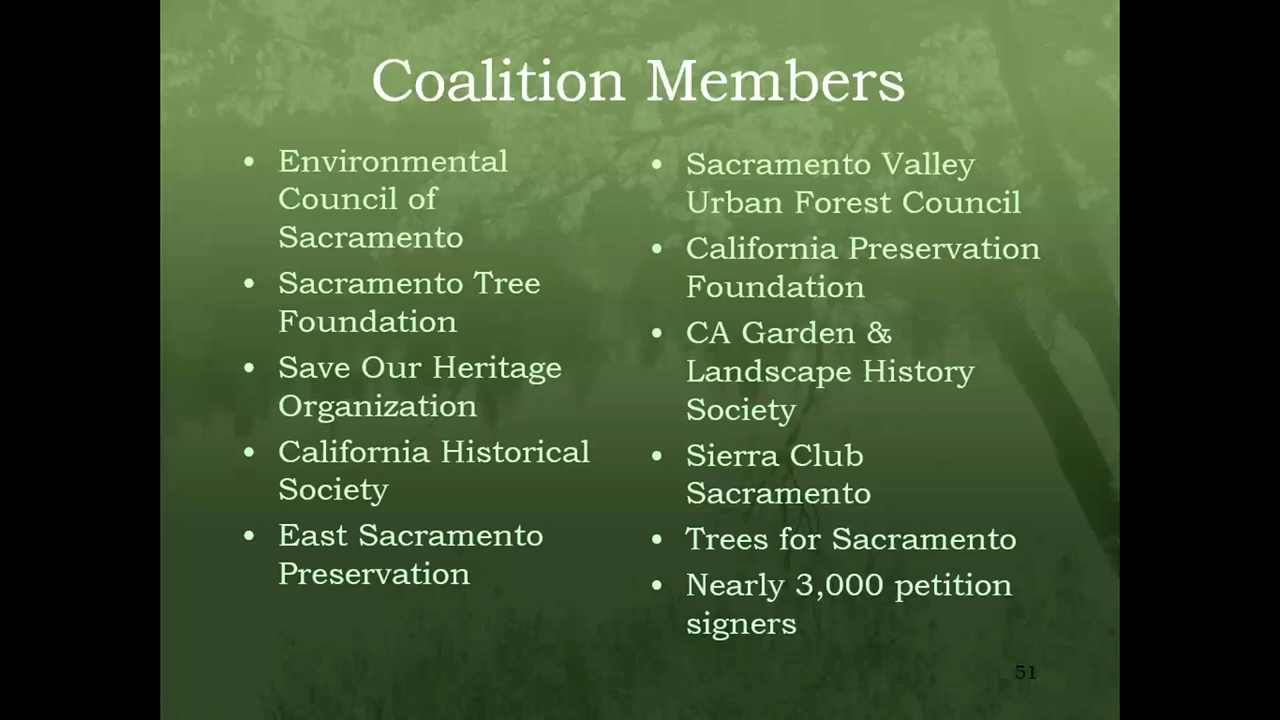 Coalition Members
• Environmental
Council of
Sacramento
• Sacramento Tree
Foundation
• Save Our Heritage
Organization
• California Historical
Society
• East Sacramento
Preservation
• Sacramento Valley
Urban Forest Council
• California Preservation
Foundation
• CA Garden &
Landscape History
Society
• Sierra Club
Sacramento
• Trees for Sacramento
• Nearly 3,000 petition
signers
51